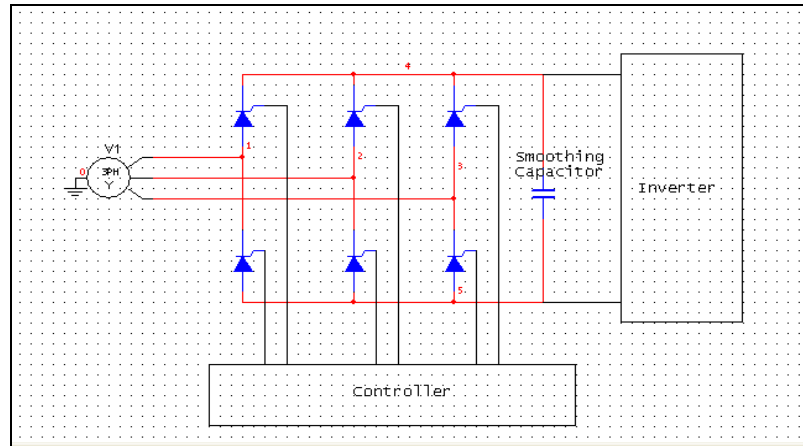 4
1
V1
2
3
Smoothing
Capacitor
0
3PH
Y
Inverter
5
Controller